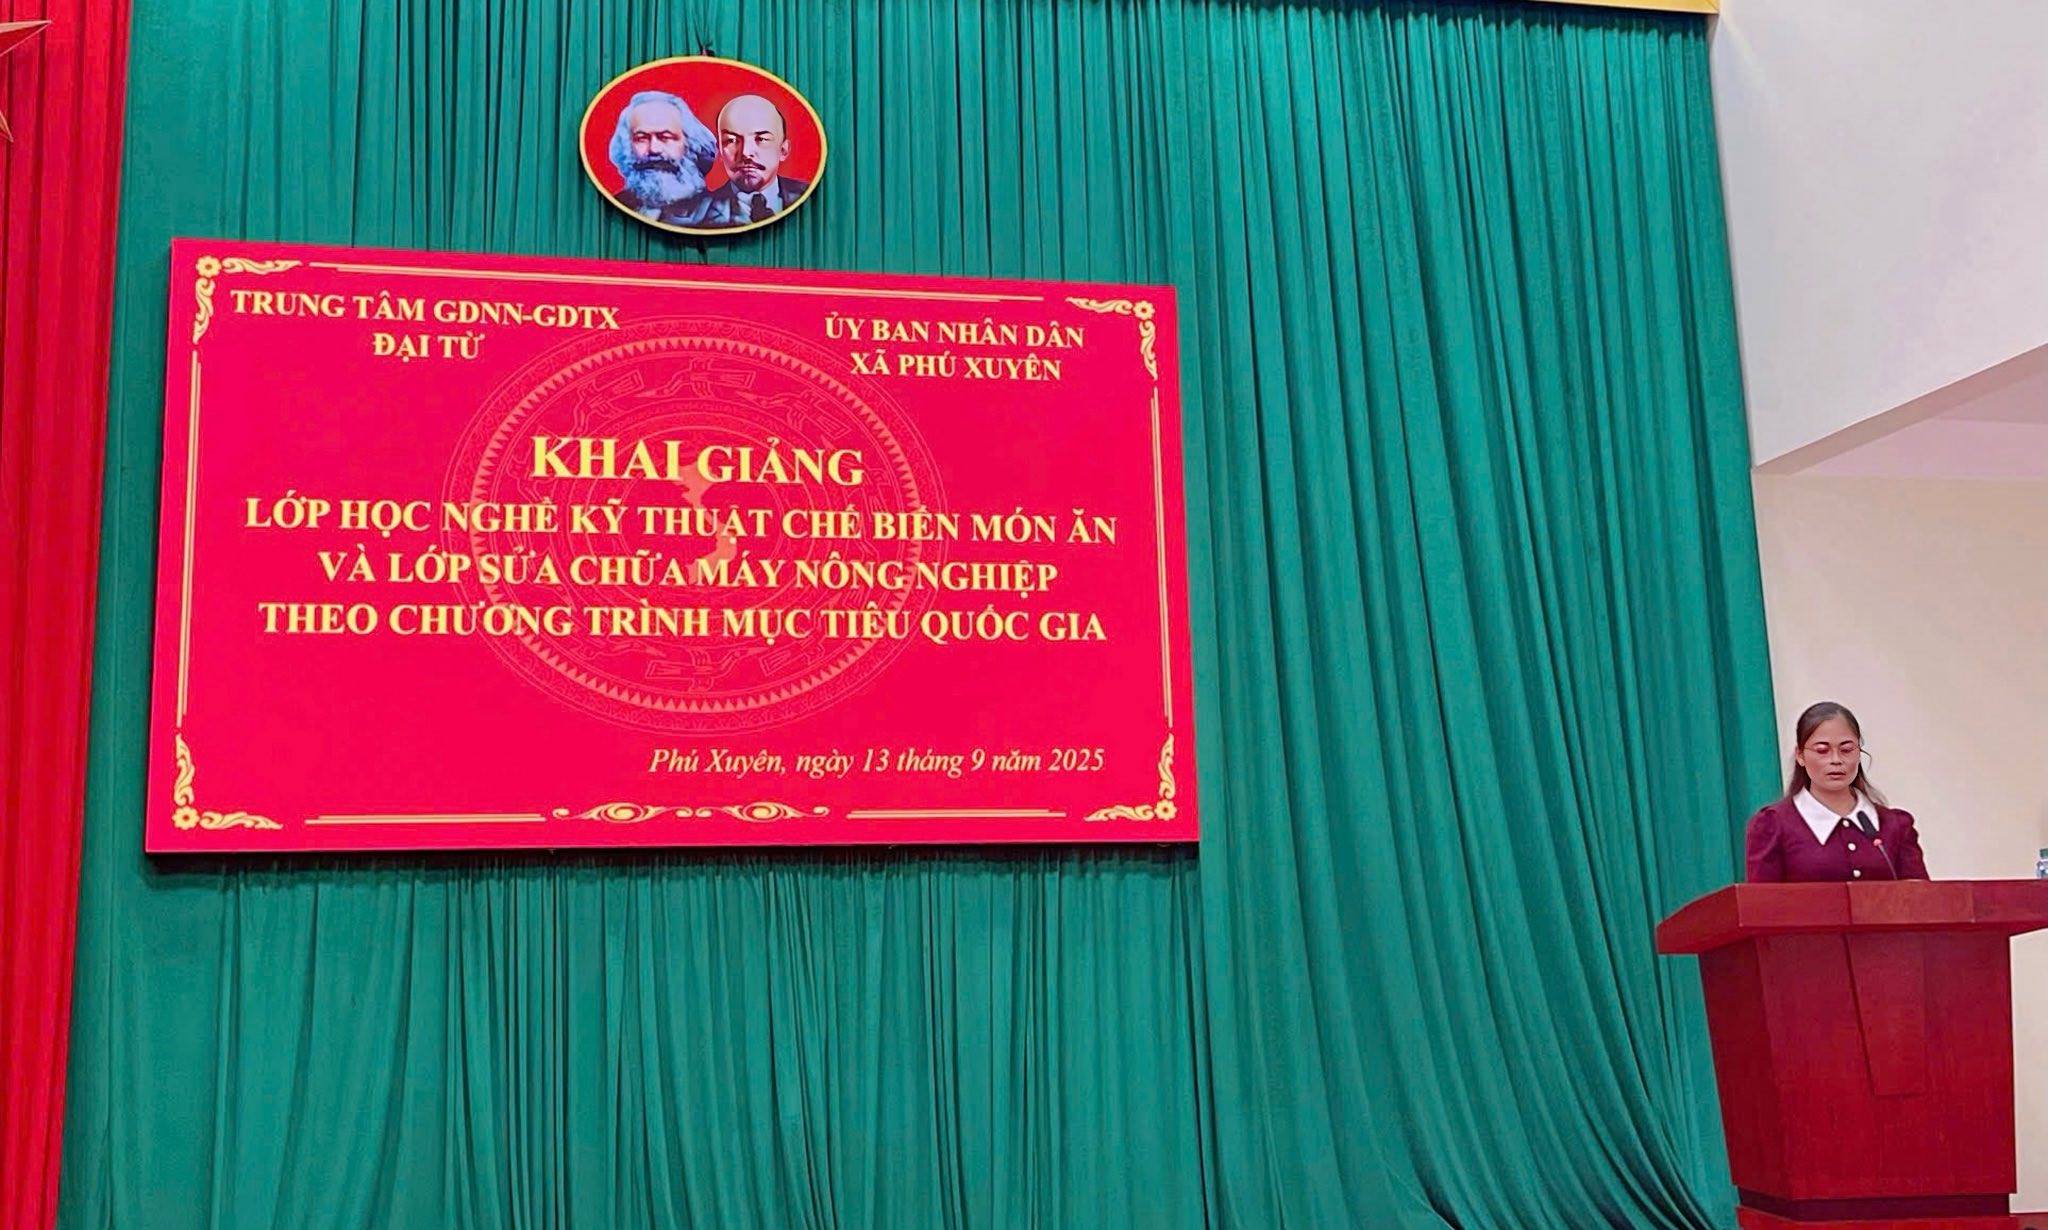 TRUNG TÂM GDNN-GDTX
ĐẠI TỪ
ỦY BAN NHÂN DÂN
XÃ PHÚ XUYÊN
KHAI GIẢNG
LỚP HỌC NGHỀ KỸ THUẬT CHẾ BIẾN MÓN ĂN
VÀ LỚP SỬA CHỮA MÁY NÔNG NGHIỆP
THEO CHƯƠNG TRÌNH MỤC TIÊU QUỐC GIA
Phú Xuyên, ngày 13 tháng 9 năm 2025